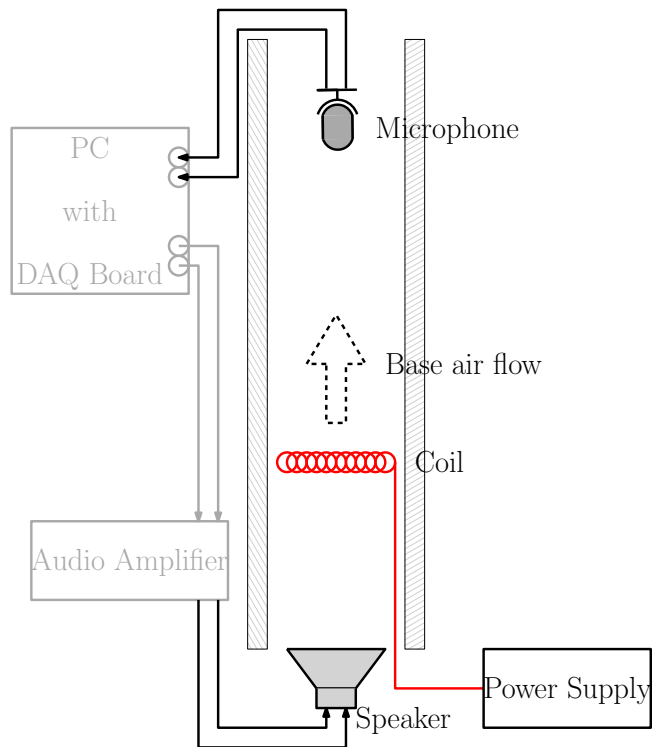 Microphone
PC
with
DAQ Board
Base air flow
Coil
Audio Amplifier
Power Supply
Speaker